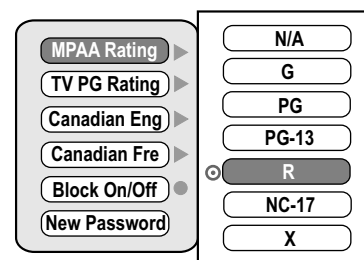 MPAA Rating
TV PG Rating
Canadian Eng
Canadian Fre
Block On/Off
New Password
N/A
G
PG
PG-13
R
NC-17
X